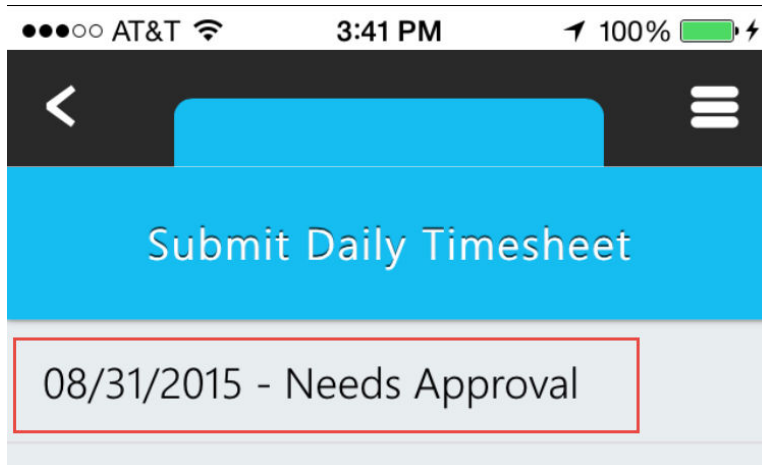 AT&T 3:41 PM 100%
Submit Daily Timesheet
08/31/2015 - Needs Approval